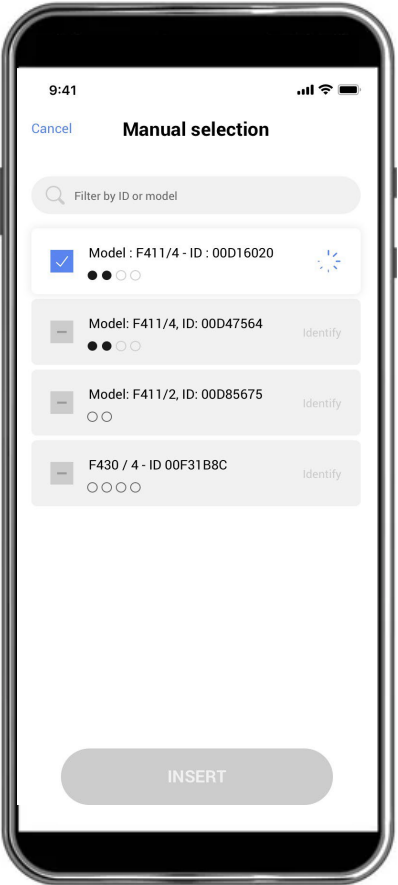 9:41
Cancel Manual selection
Filter by ID or model
Model : F411/4 - ID : 00D16020
Model: F411/4, ID: 00D47564
Identify
Model: F411/2, ID: 00D85675
Identify
F430 / 4 - ID 00F31B8C
Identify
INSERT